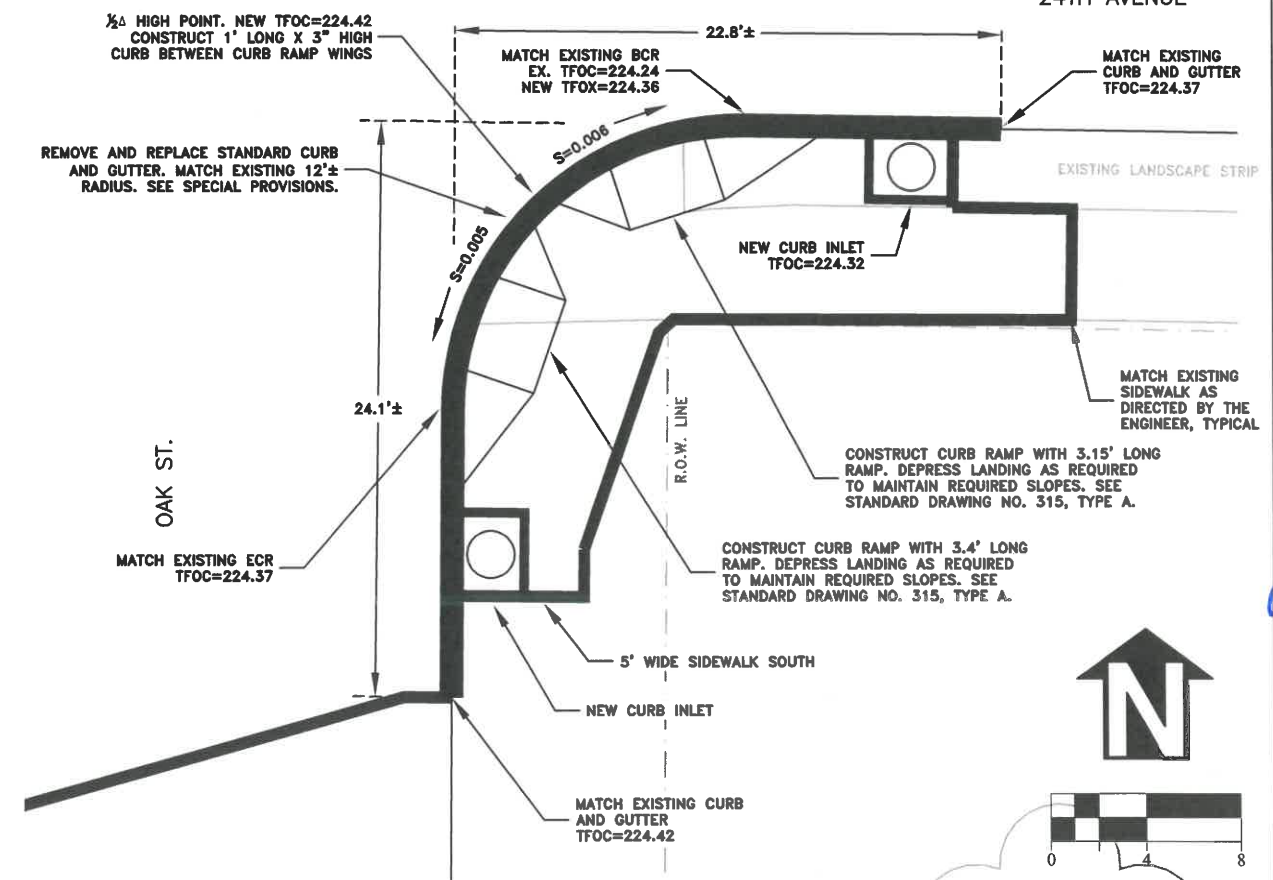 24TH AVENUE
½Δ HIGH POINT. NEW TFOC=224.42
CONSTRUCT 1' LONG X 3" HIGH
CURB BETWEEN CURB RAMP WINGS
22.8'±
MATCH EXISTING BCR
EX. TFOC=224.24
NEW TFOX=224.36
MATCH EXISTING
CURB AND GUTTER
TFOC=224.37
REMOVE AND REPLACE STANDARD CURB
AND GUTTER. MATCH EXISTING 12'±
RADIUS. SEE SPECIAL PROVISIONS.
S=0.006
EXISTING LANDSCAPE STRIP
S=0.005
NEW CURB INLET
TFOC=224.32
24.1'±
OAK ST.
R.O.W. LINE
MATCH EXISTING
SIDEWALK AS
DIRECTED BY THE
ENGINEER, TYPICAL
CONSTRUCT CURB RAMP WITH 3.15' LONG
RAMP. DEPRESS LANDING AS REQUIRED
TO MAINTAIN REQUIRED SLOPES. SEE
STANDARD DRAWING NO. 315, TYPE A.
MATCH EXISTING ECR
TFOC=224.37
CONSTRUCT CURB RAMP WITH 3.4' LONG
RAMP. DEPRESS LANDING AS REQUIRED
TO MAINTAIN REQUIRED SLOPES. SEE
STANDARD DRAWING NO. 315, TYPE A.
5' WIDE SIDEWALK SOUTH
NEW CURB INLET
N
MATCH EXISTING CURB
AND GUTTER
TFOC=224.42
0 4 8